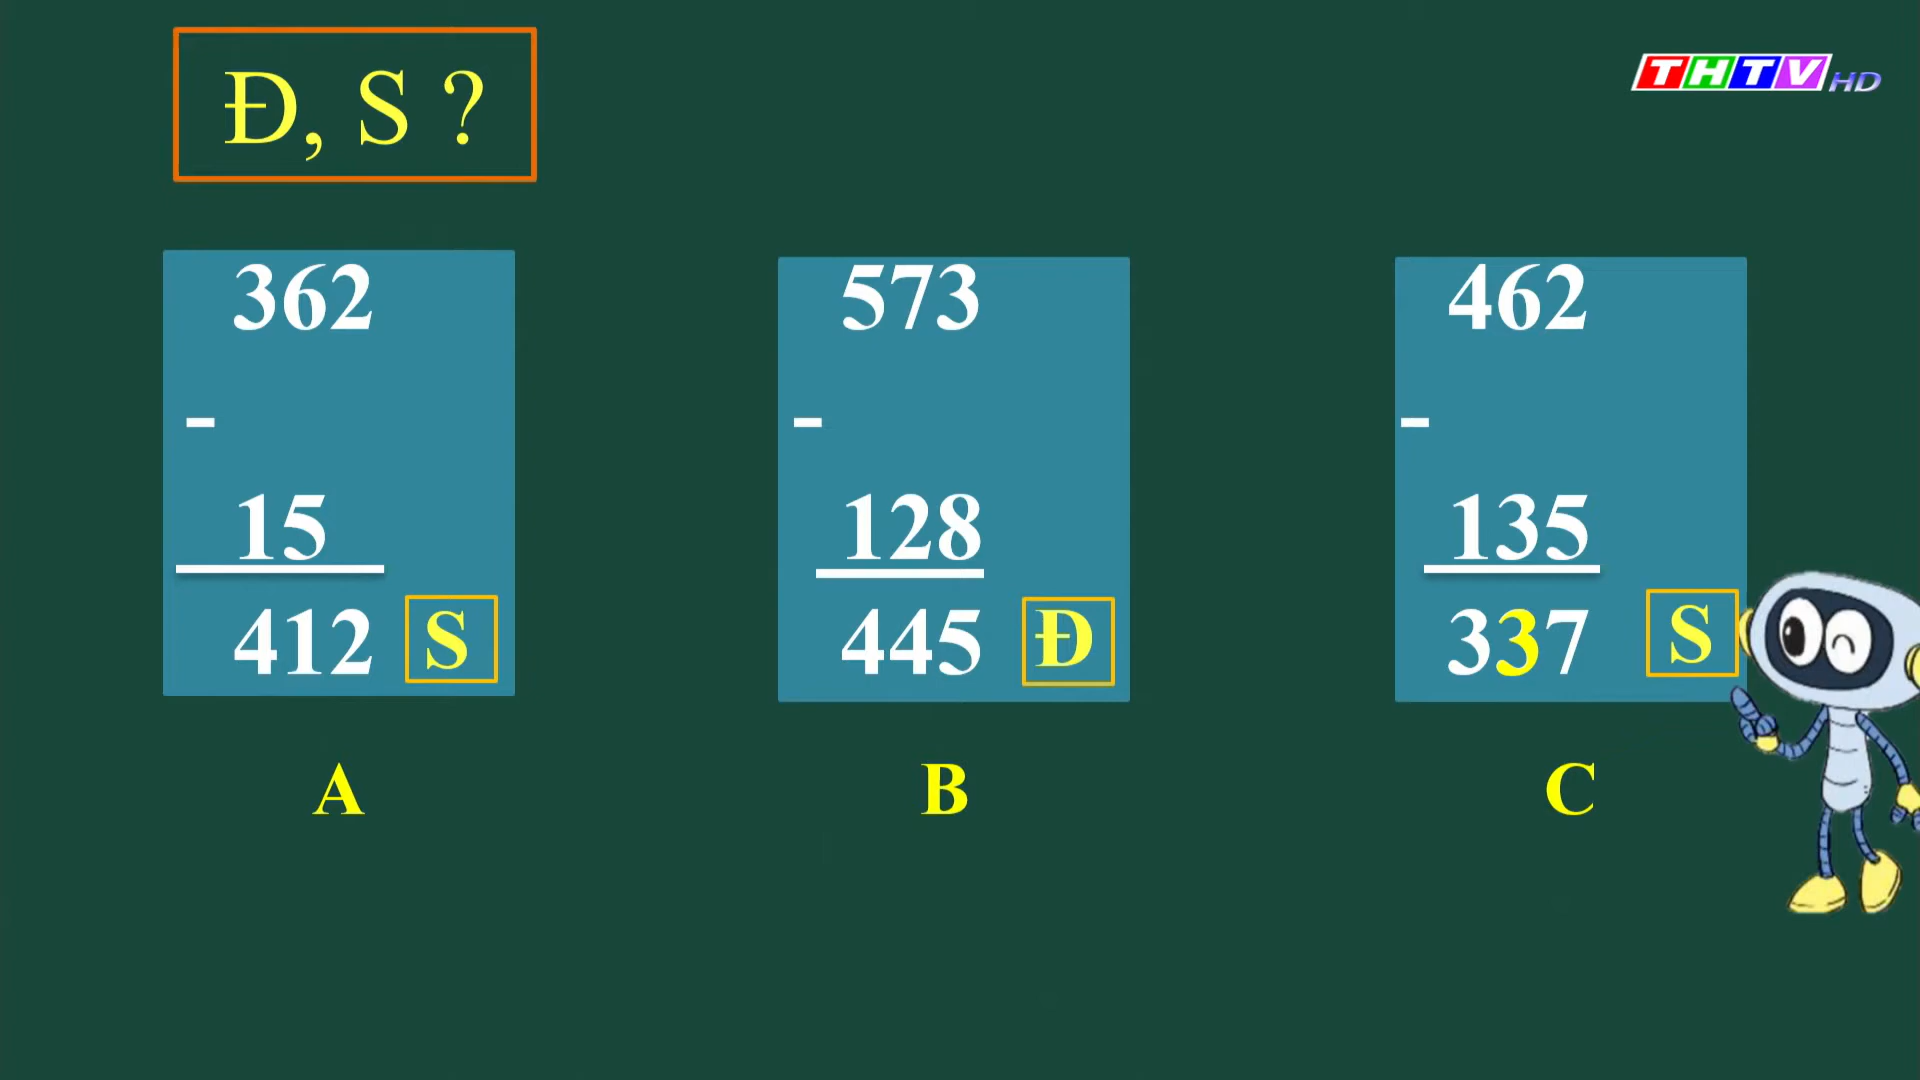 Đ, S ?
THTV HD
362
-
15
412 S
A
573
-
128
445 Đ
B
462
-
135
337 S
C